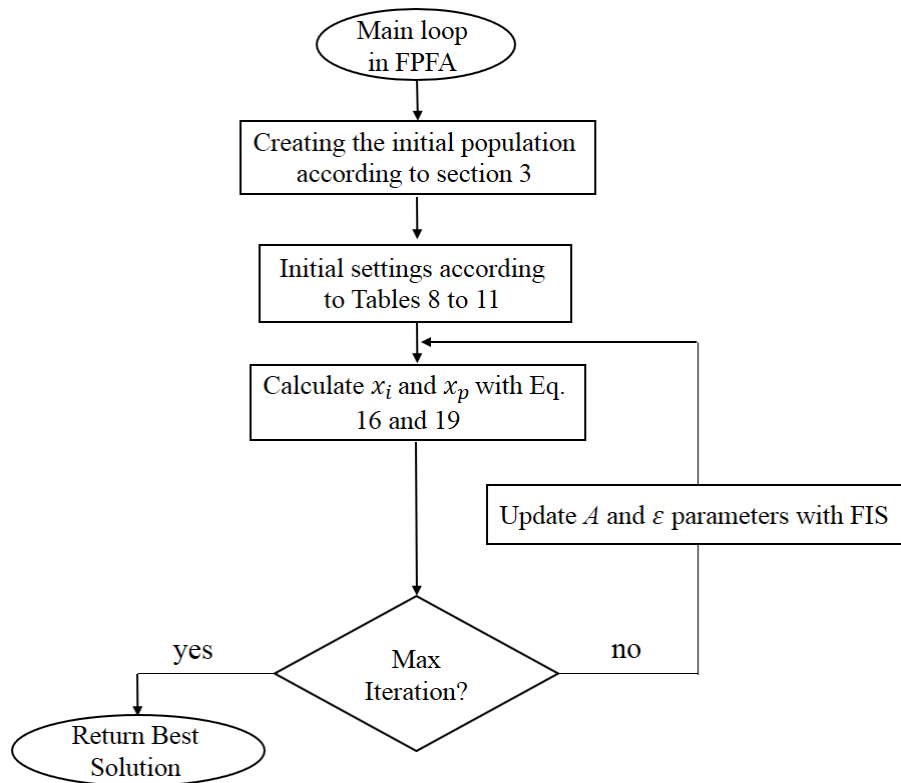 Main loop
in FPFA
Creating the initial population
according to section 3
Initial settings according
to Tables 8 to 11
Calculate 𝑥ᵢ and 𝑥ₚ with Eq.
16 and 19
Update 𝐴 and 𝜀 parameters with FIS
yes
no
Max
Iteration?
Return Best
Solution